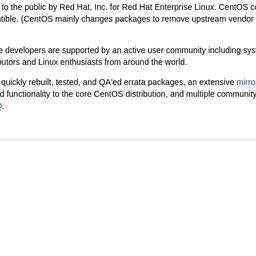 to the public by Red Hat, Inc. for Red Hat Enterprise Linux. CentOS
tible. (CentOS mainly changes packages to remove upstream vendor
e developers are supported by an active user community including
butors and Linux enthusiasts from around the world.
quickly rebuilt, tested, and QA'ed errata packages, an extensive
d functionality to the core CentOS distribution, and multiple community